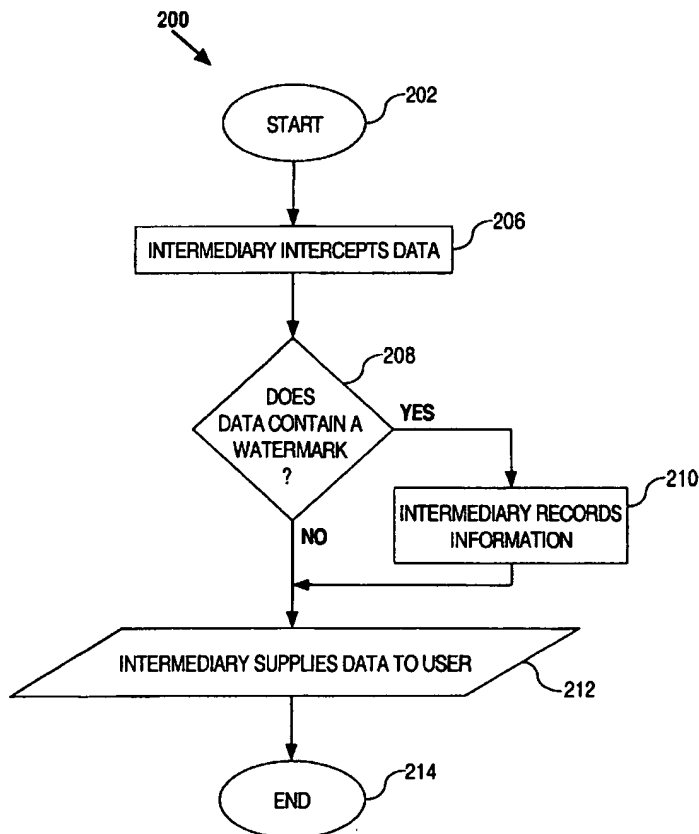 200
START
202
INTERMEDIARY INTERCEPTS DATA
206
208
DOES
DATA CONTAIN A
WATERMARK
?
YES
210
INTERMEDIARY RECORDS
INFORMATION
NO
INTERMEDIARY SUPPLIES DATA TO USER
212
END
214